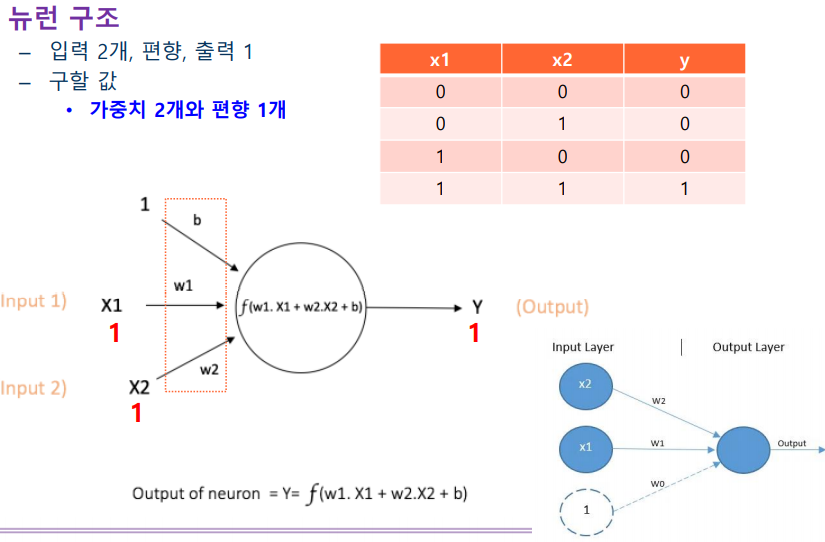 뉴런 구조
– 입력 2개, 편향, 출력 1
– 구할 값
• 가중치 2개와 편향 1개
x1 x2 y
0 0 0
0 1 0
1 0 0
1 1 1
1
b
w1
Input 1)
X1
1
f(w1. X1 + w2.X2 + b)
Y
1
(Output)
w2
Input 2)
X2
1
Output of neuron = Y= f(w1. X1 + w2.X2 + b)
Input Layer | Output Layer
x2
W2
x1
W1
Output
W0
1